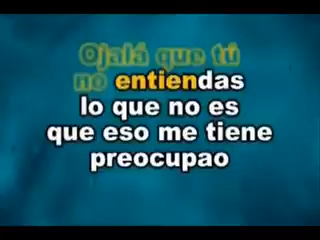 Ojalá que tú
no entiendas
lo que no es
que eso me tiene
preocupao